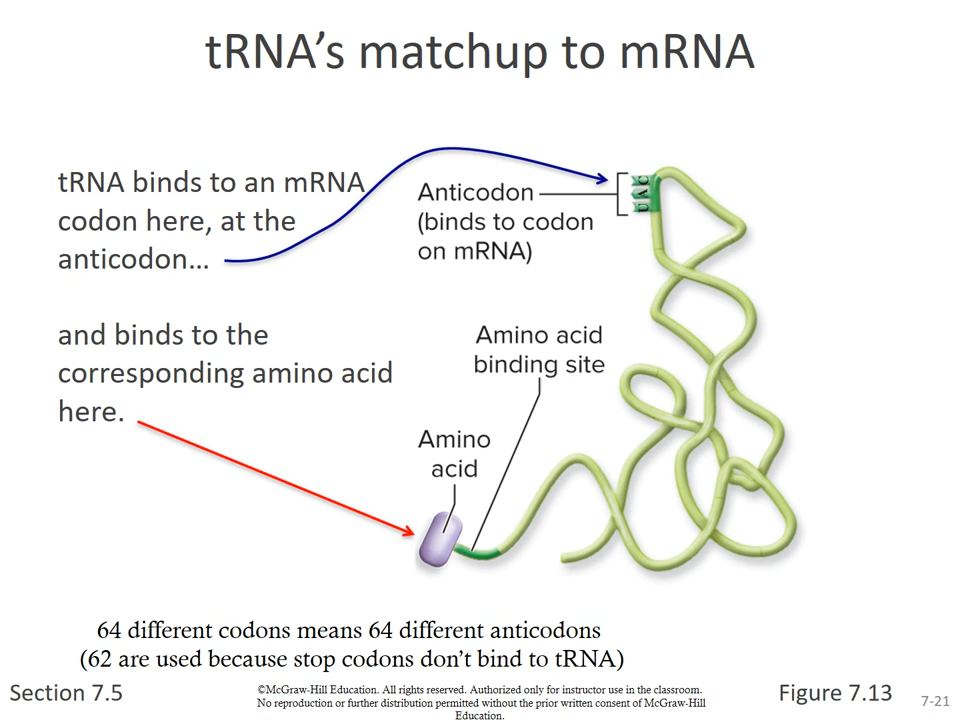 tRNA’s matchup to mRNA
tRNA binds to an mRNA
codon here, at the
anticodon…
and binds to the
corresponding amino acid
here.
Anticodon
(binds to codon
on mRNA)
UAC
Amino acid
binding site
Amino
acid
64 different codons means 64 different anticodons
(62 are used because stop codons don’t bind to tRNA)
Section 7.5
©McGraw-Hill Education. All rights reserved. Authorized only for instructor use in the classroom.
No reproduction or further distribution permitted without the prior written consent of McGraw-Hill
Education.
Figure 7.13
7-21